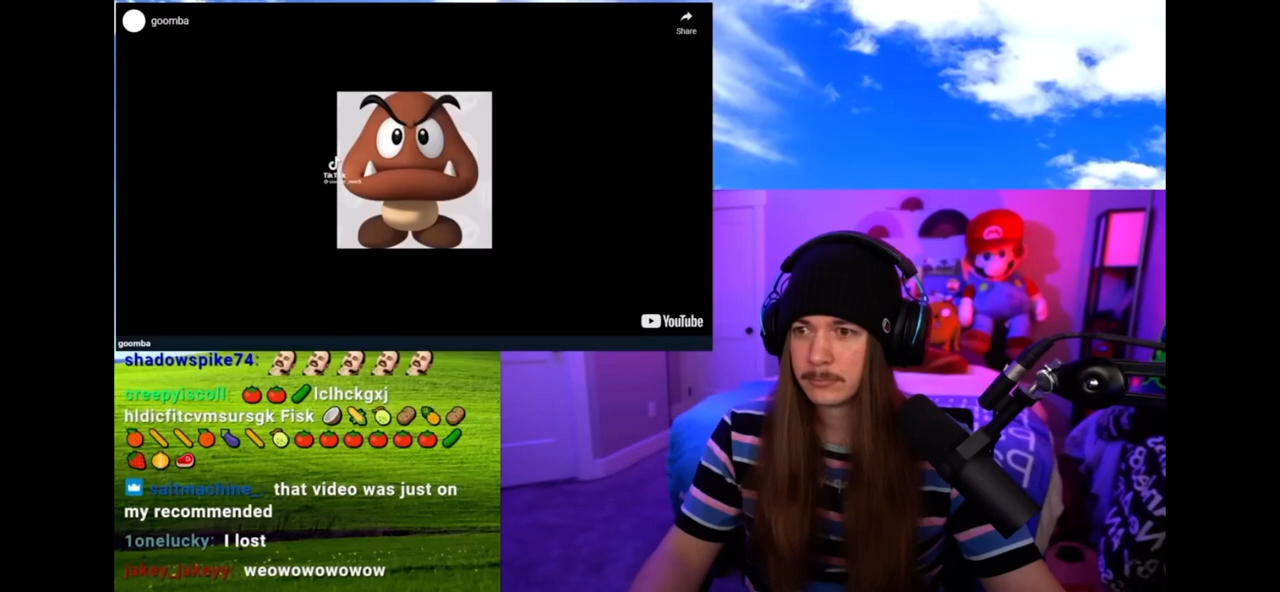 goomba
Share
TikTok
YouTube
goomba
shadowspike74:
creepyiscoll: 🍅 🍅 🥒 lclhckgxj
hldicfitcvmsursgk Fisk
saltmachine_: that video was just on
my recommended
1onelucky: I lost
jakey_jakeyy: weowowowowow